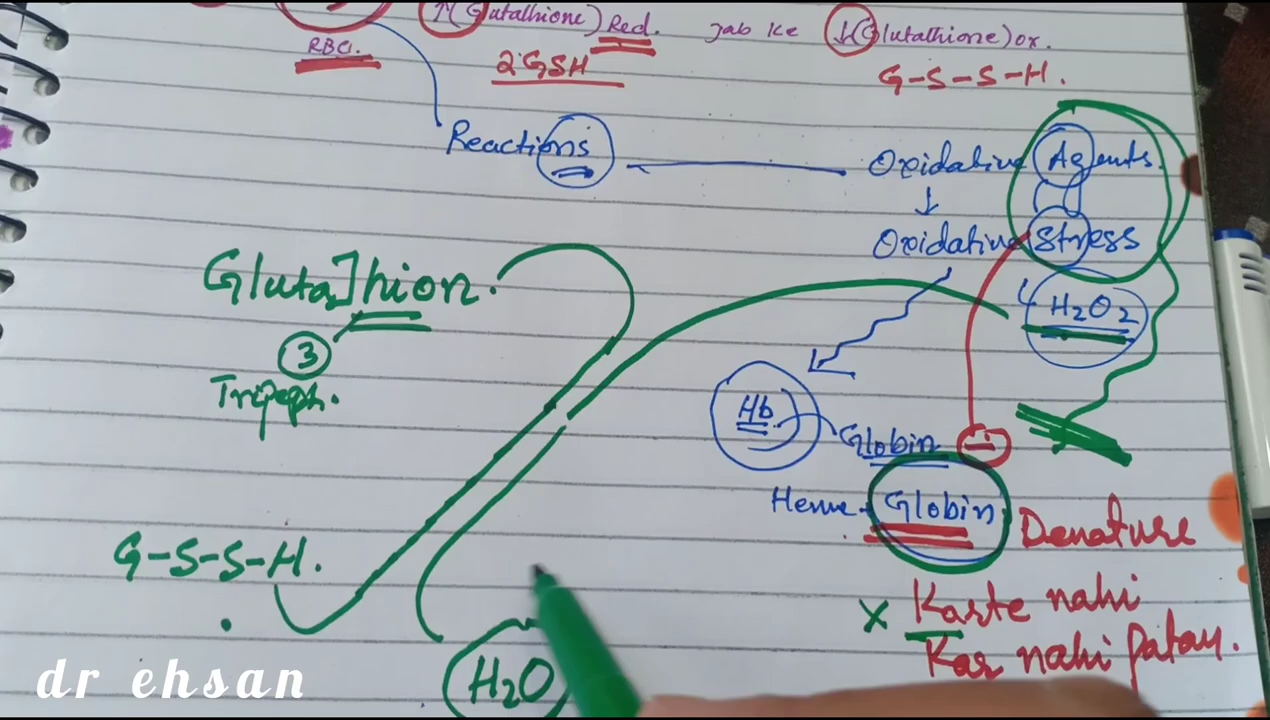 ↑(Glutathione) Red. Jab ke ↓(Glutathione) ox.
RBC.
2GSH
G-S-S-H.
Reactions
Oxidative Agents.
↓
Oxidative Stress
Glutathion.
H2O2
3
Tripeph.
Hb
Globin
Heme - Globin
Denature
G-S-S-H.
x Karte nahi
Kar nahi patay.
H2O
dr ehsan